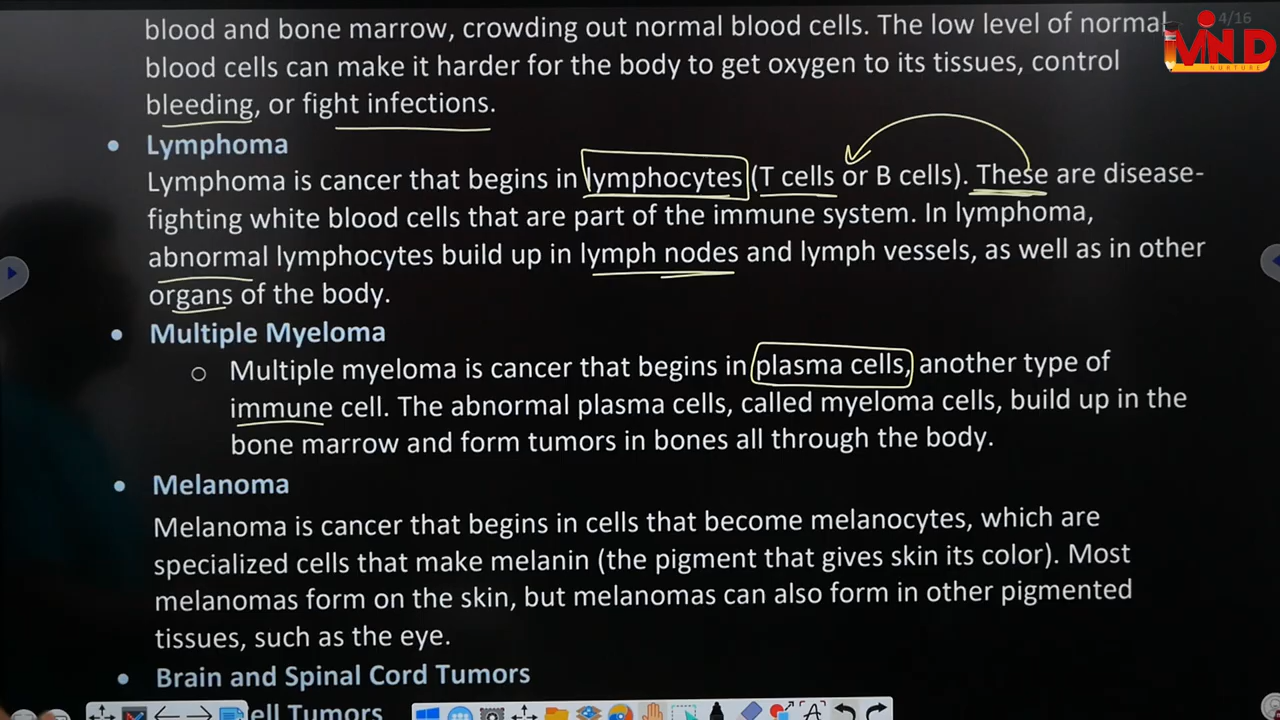 4/16
MIND
NURTURE
blood and bone marrow, crowding out normal blood cells. The low level of normal
blood cells can make it harder for the body to get oxygen to its tissues, control
bleeding, or fight infections.
• Lymphoma
Lymphoma is cancer that begins in lymphocytes (T cells or B cells). These are disease-
fighting white blood cells that are part of the immune system. In lymphoma,
abnormal lymphocytes build up in lymph nodes and lymph vessels, as well as in other
organs of the body.
• Multiple Myeloma
○ Multiple myeloma is cancer that begins in plasma cells, another type of
immune cell. The abnormal plasma cells, called myeloma cells, build up in the
bone marrow and form tumors in bones all through the body.
• Melanoma
Melanoma is cancer that begins in cells that become melanocytes, which are
specialized cells that make melanin (the pigment that gives skin its color). Most
melanomas form on the skin, but melanomas can also form in other pigmented
tissues, such as the eye.
• Brain and Spinal Cord Tumors
ell Tumors